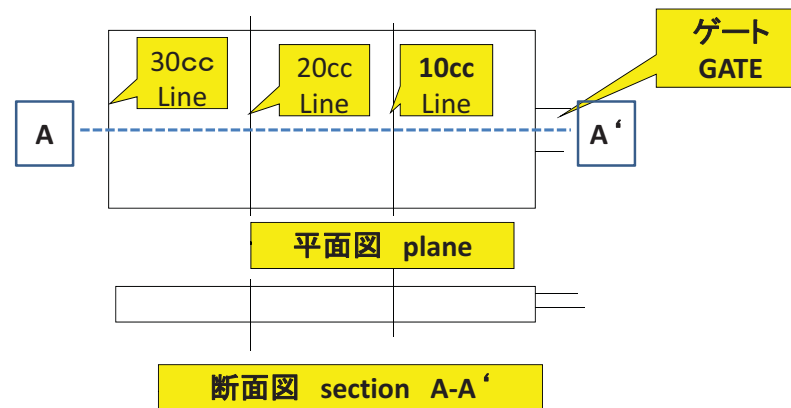 ゲート
GATE
30cc
Line
20cc
Line
10cc
Line
A
A‘
平面図 plane
断面図 section A-A‘